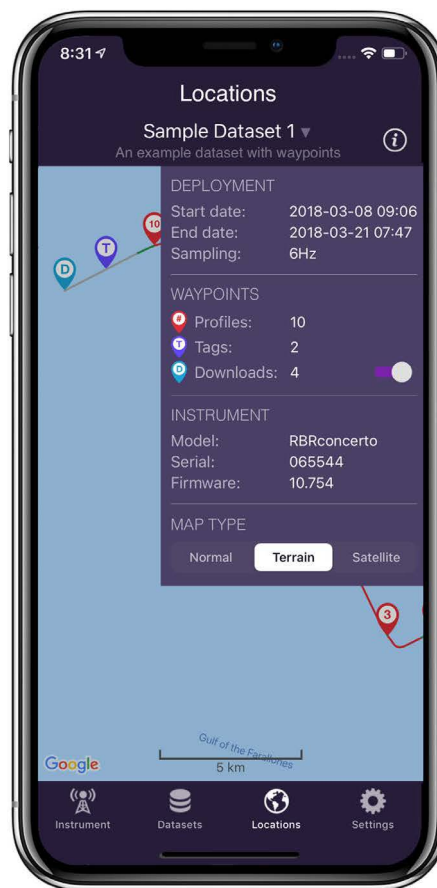 8:31
Locations
Sample Dataset 1 ▾
An example dataset with waypoints
i
DEPLOYMENT
Start date: 2018-03-08 09:06
End date: 2018-03-21 07:47
Sampling: 6Hz
WAYPOINTS
# Profiles: 10
T Tags: 2
D Downloads: 4
INSTRUMENT
Model: RBRconcerto
Serial: 065544
Firmware: 10.754
MAP TYPE
Normal Terrain Satellite
10
T
D
3
Gulf of the Farallones
Google
5 km
Instrument Datasets Locations Settings